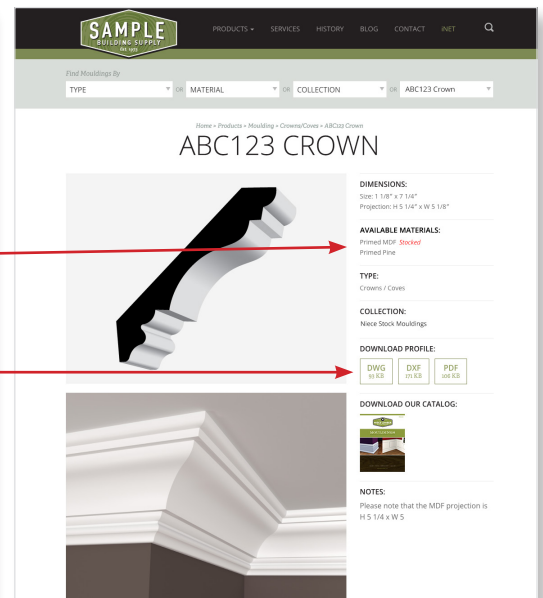 SAMPLE
BUILDING SUPPLY
PRODUCTS SERVICES HISTORY BLOG CONTACT iNET
Find Mouldings By
TYPE OR MATERIAL OR COLLECTION OR ABC123 Crown
Home » Products » Moulding » Crowns/Coves » ABC123 Crown
ABC123 CROWN
DIMENSIONS:
Size: 1 1/8" x 7 1/4"
Projection: H 5 1/4" x W 5 1/8"
AVAILABLE MATERIALS:
Primed MDF Stocked
Primed Pine
TYPE:
Crowns / Coves
COLLECTION:
Niece Stock Mouldings
DOWNLOAD PROFILE:
DWG DXF PDF
93 KB 171 KB 106 KB
DOWNLOAD OUR CATALOG:
NOTES:
Please note that the MDF projection is
H 5 1/4 x W 5